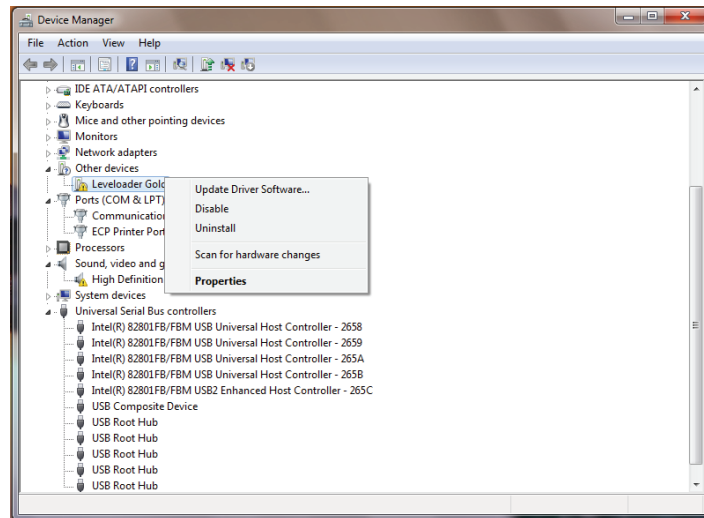 Device Manager
File Action View Help
IDE ATA/ATAPI controllers
Keyboards
Mice and other pointing devices
Monitors
Network adapters
Other devices
Leveloader Gold
Update Driver Software...
Ports (COM & LPT)
Disable
Communication
Uninstall
ECP Printer Port
Processors
Scan for hardware changes
Sound, video and g
High Definition
Properties
System devices
Universal Serial Bus controllers
Intel(R) 82801FB/FBM USB Universal Host Controller - 2658
Intel(R) 82801FB/FBM USB Universal Host Controller - 2659
Intel(R) 82801FB/FBM USB Universal Host Controller - 265A
Intel(R) 82801FB/FBM USB Universal Host Controller - 265B
Intel(R) 82801FB/FBM USB2 Enhanced Host Controller - 265C
USB Composite Device
USB Root Hub
USB Root Hub
USB Root Hub
USB Root Hub
USB Root Hub